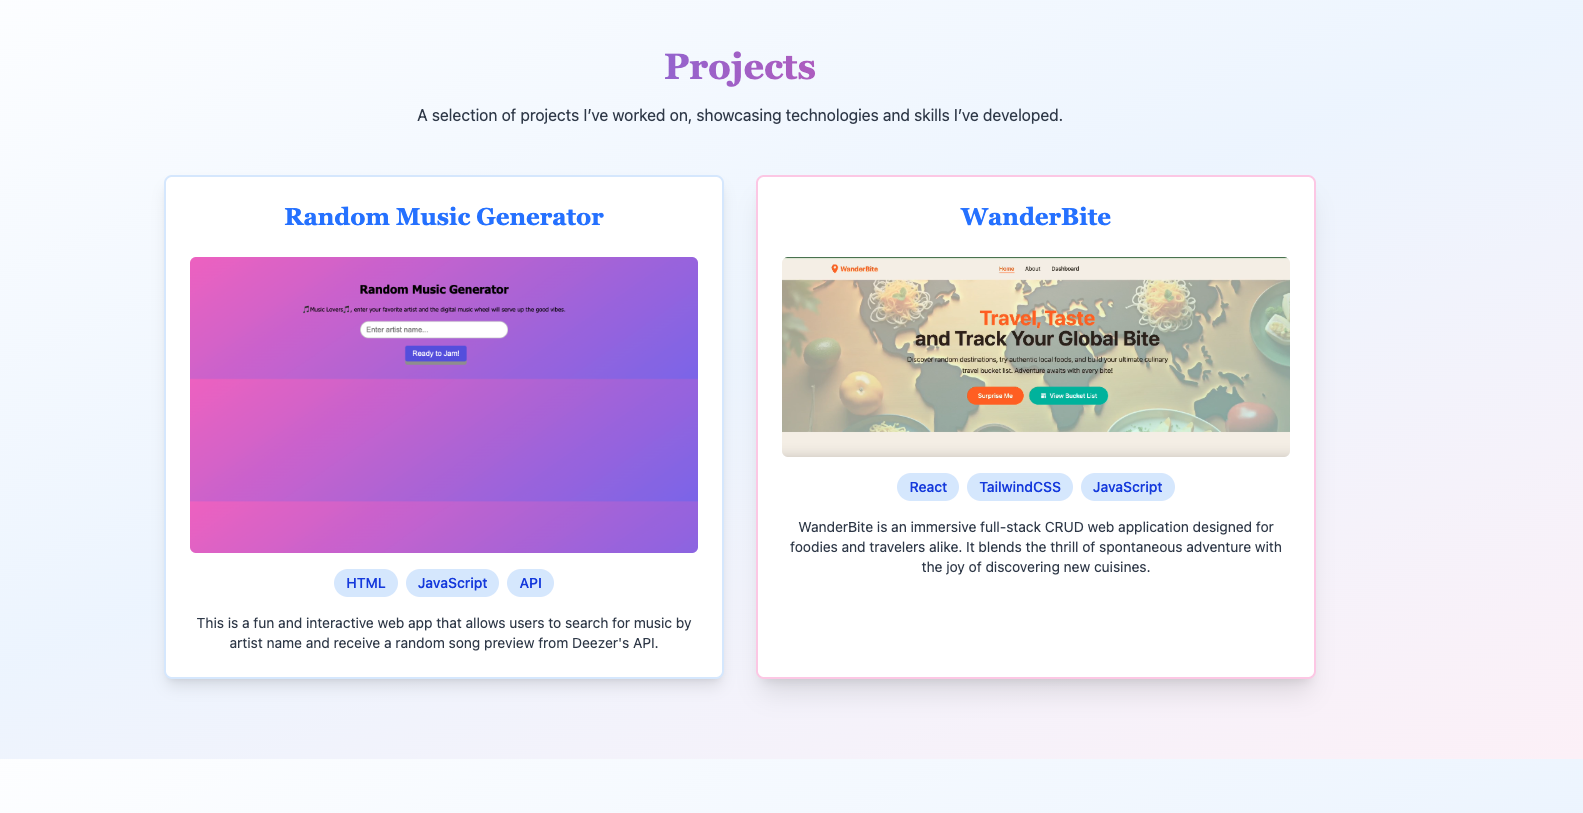 Projects
A selection of projects I’ve worked on, showcasing technologies and skills I’ve developed.
Random Music Generator
Random Music Generator
🎵Music Lovers🎵, enter your favorite artist and the digital music wheel will serve up the good vibes.
Enter artist name...
Ready to Jam!
HTML JavaScript API
This is a fun and interactive web app that allows users to search for music by
artist name and receive a random song preview from Deezer's API.
WanderBite
WanderBite Home About Dashboard
Travel, Taste
and Track Your Global Bite
Discover random destinations, try authentic local foods, and build your ultimate culinary
travel bucket list. Adventure awaits with every bite!
Surprise Me View Bucket List
React TailwindCSS JavaScript
WanderBite is an immersive full-stack CRUD web application designed for
foodies and travelers alike. It blends the thrill of spontaneous adventure with
the joy of discovering new cuisines.